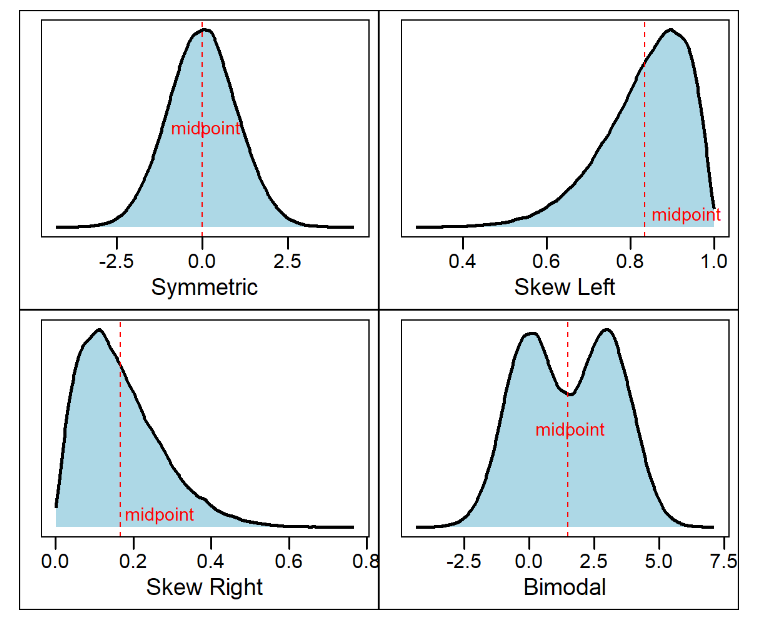 midpoint
-2.5 0.0 2.5
Symmetric
midpoint
0.4 0.6 0.8 1.0
Skew Left
midpoint
0.0 0.2 0.4 0.6 0.8
Skew Right
midpoint
-2.5 0.0 2.5 5.0 7.5
Bimodal